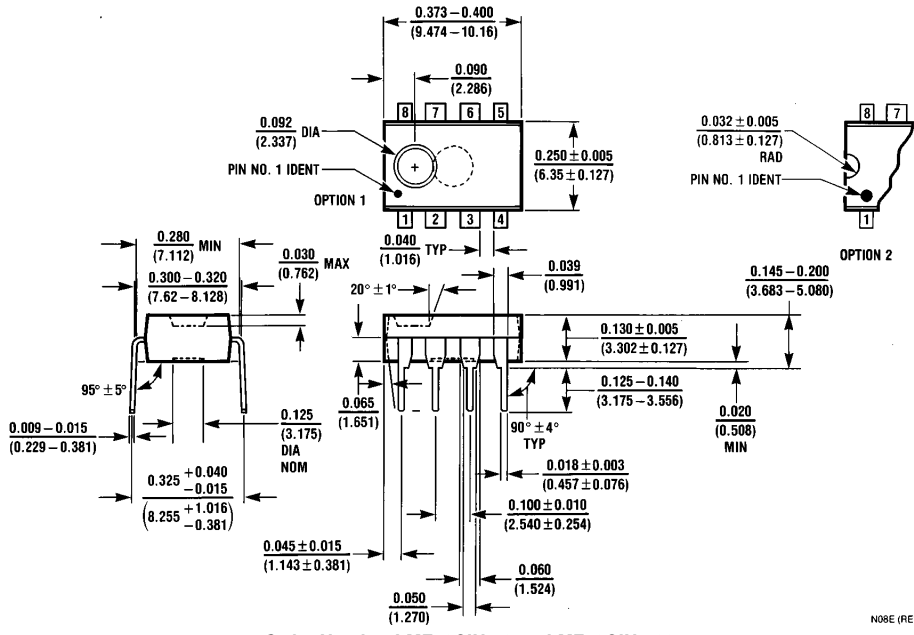 0.373 – 0.400
(9.474 – 10.16)
0.090
(2.286)
8 7 6 5
0.092 DIA
(2.337)
PIN NO. 1 IDENT
OPTION 1
1 2 3 4
0.250 ± 0.005
(6.35 ± 0.127)
0.032 ± 0.005
(0.813 ± 0.127)
RAD
PIN NO. 1 IDENT
8 7
1
OPTION 2
0.280 MIN
(7.112)
0.300 – 0.320
(7.62 – 8.128)
0.030 MAX
(0.762)
0.040 TYP
(1.016)
0.039
(0.991)
20° ± 1°
0.145 – 0.200
(3.683 – 5.080)
0.130 ± 0.005
(3.302 ± 0.127)
95° ± 5°
0.065
(1.651)
0.125 – 0.140
(3.175 – 3.556)
0.020
(0.508)
MIN
90° ± 4°
TYP
0.009 – 0.015
(0.229 – 0.381)
0.125
(3.175)
DIA
NOM
0.325 +0.040
−0.015
(8.255 +1.016
−0.381)
0.018 ± 0.003
(0.457 ± 0.076)
0.100 ± 0.010
(2.540 ± 0.254)
0.045 ± 0.015
(1.143 ± 0.381)
0.060
(1.524)
0.050
(1.270)
N08E (RE